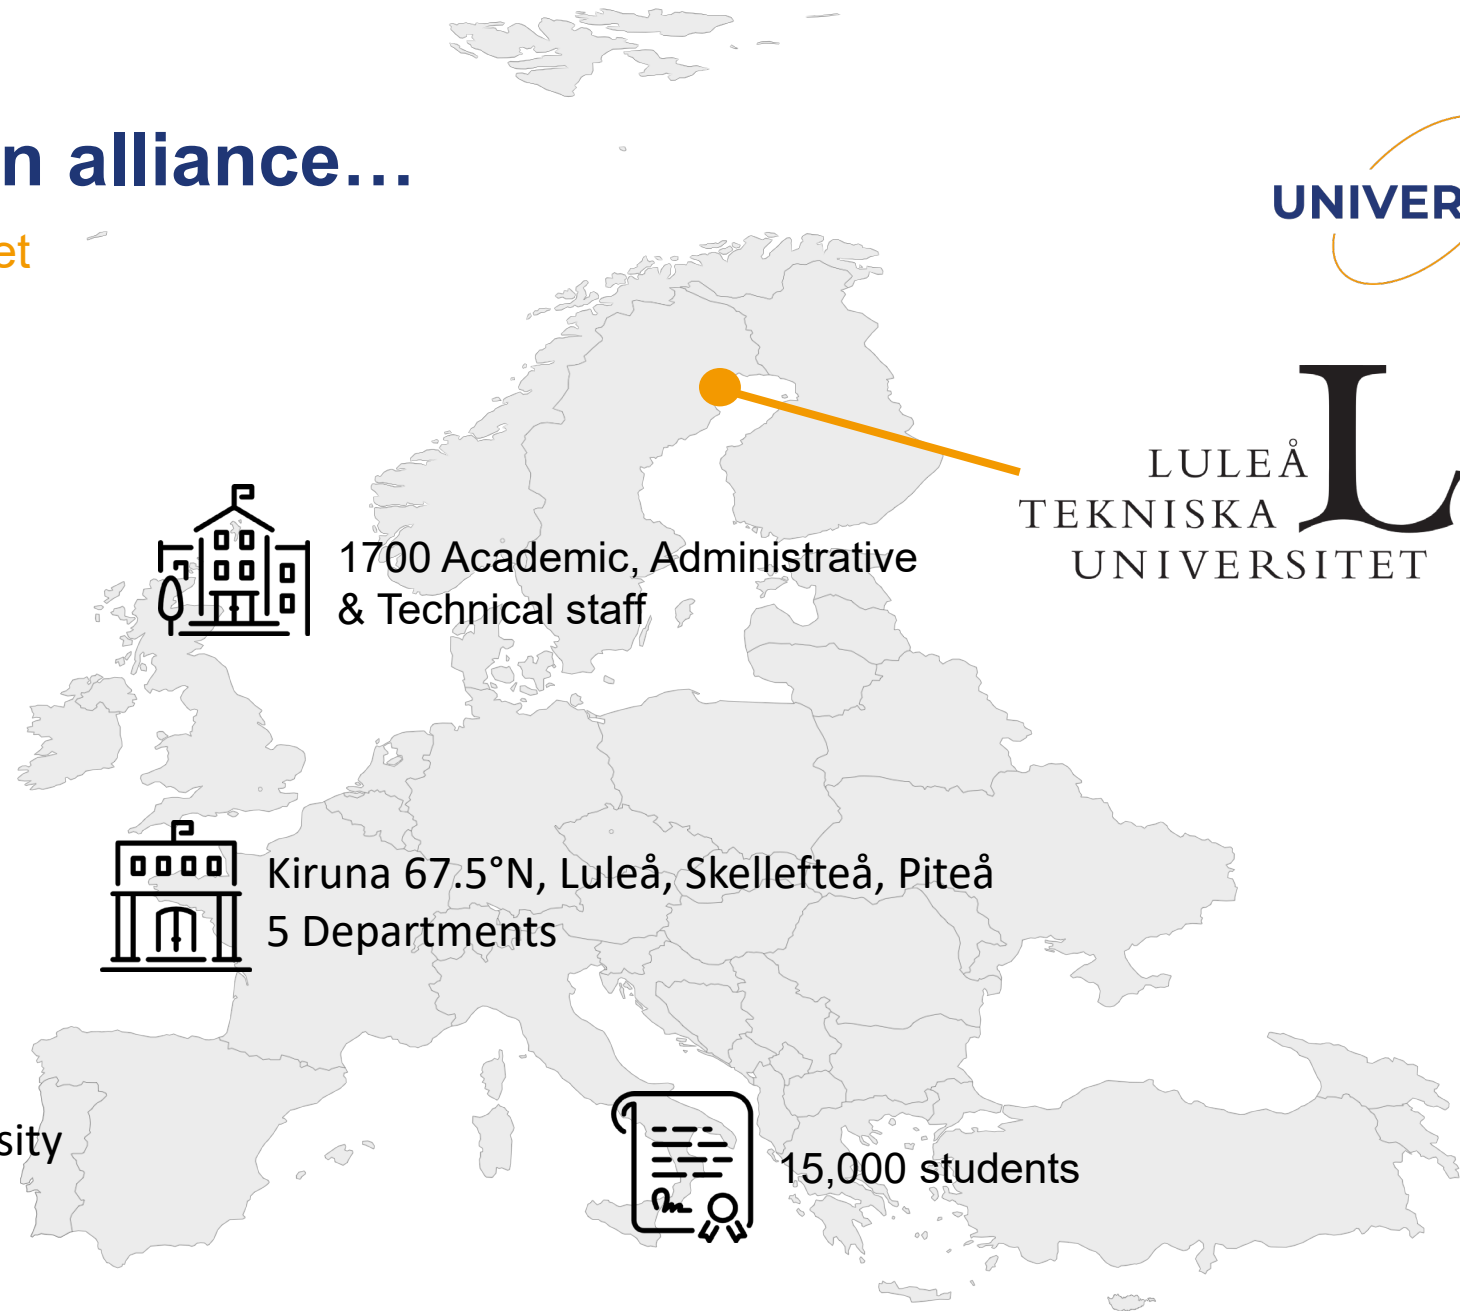 n alliance…
et
UNIVER
LULEÅ
TEKNISKA
UNIVERSITET
L
1700 Academic, Administrative
& Technical staff
Kiruna 67.5°N, Luleå, Skellefteå, Piteå
5 Departments
sity
15,000 students